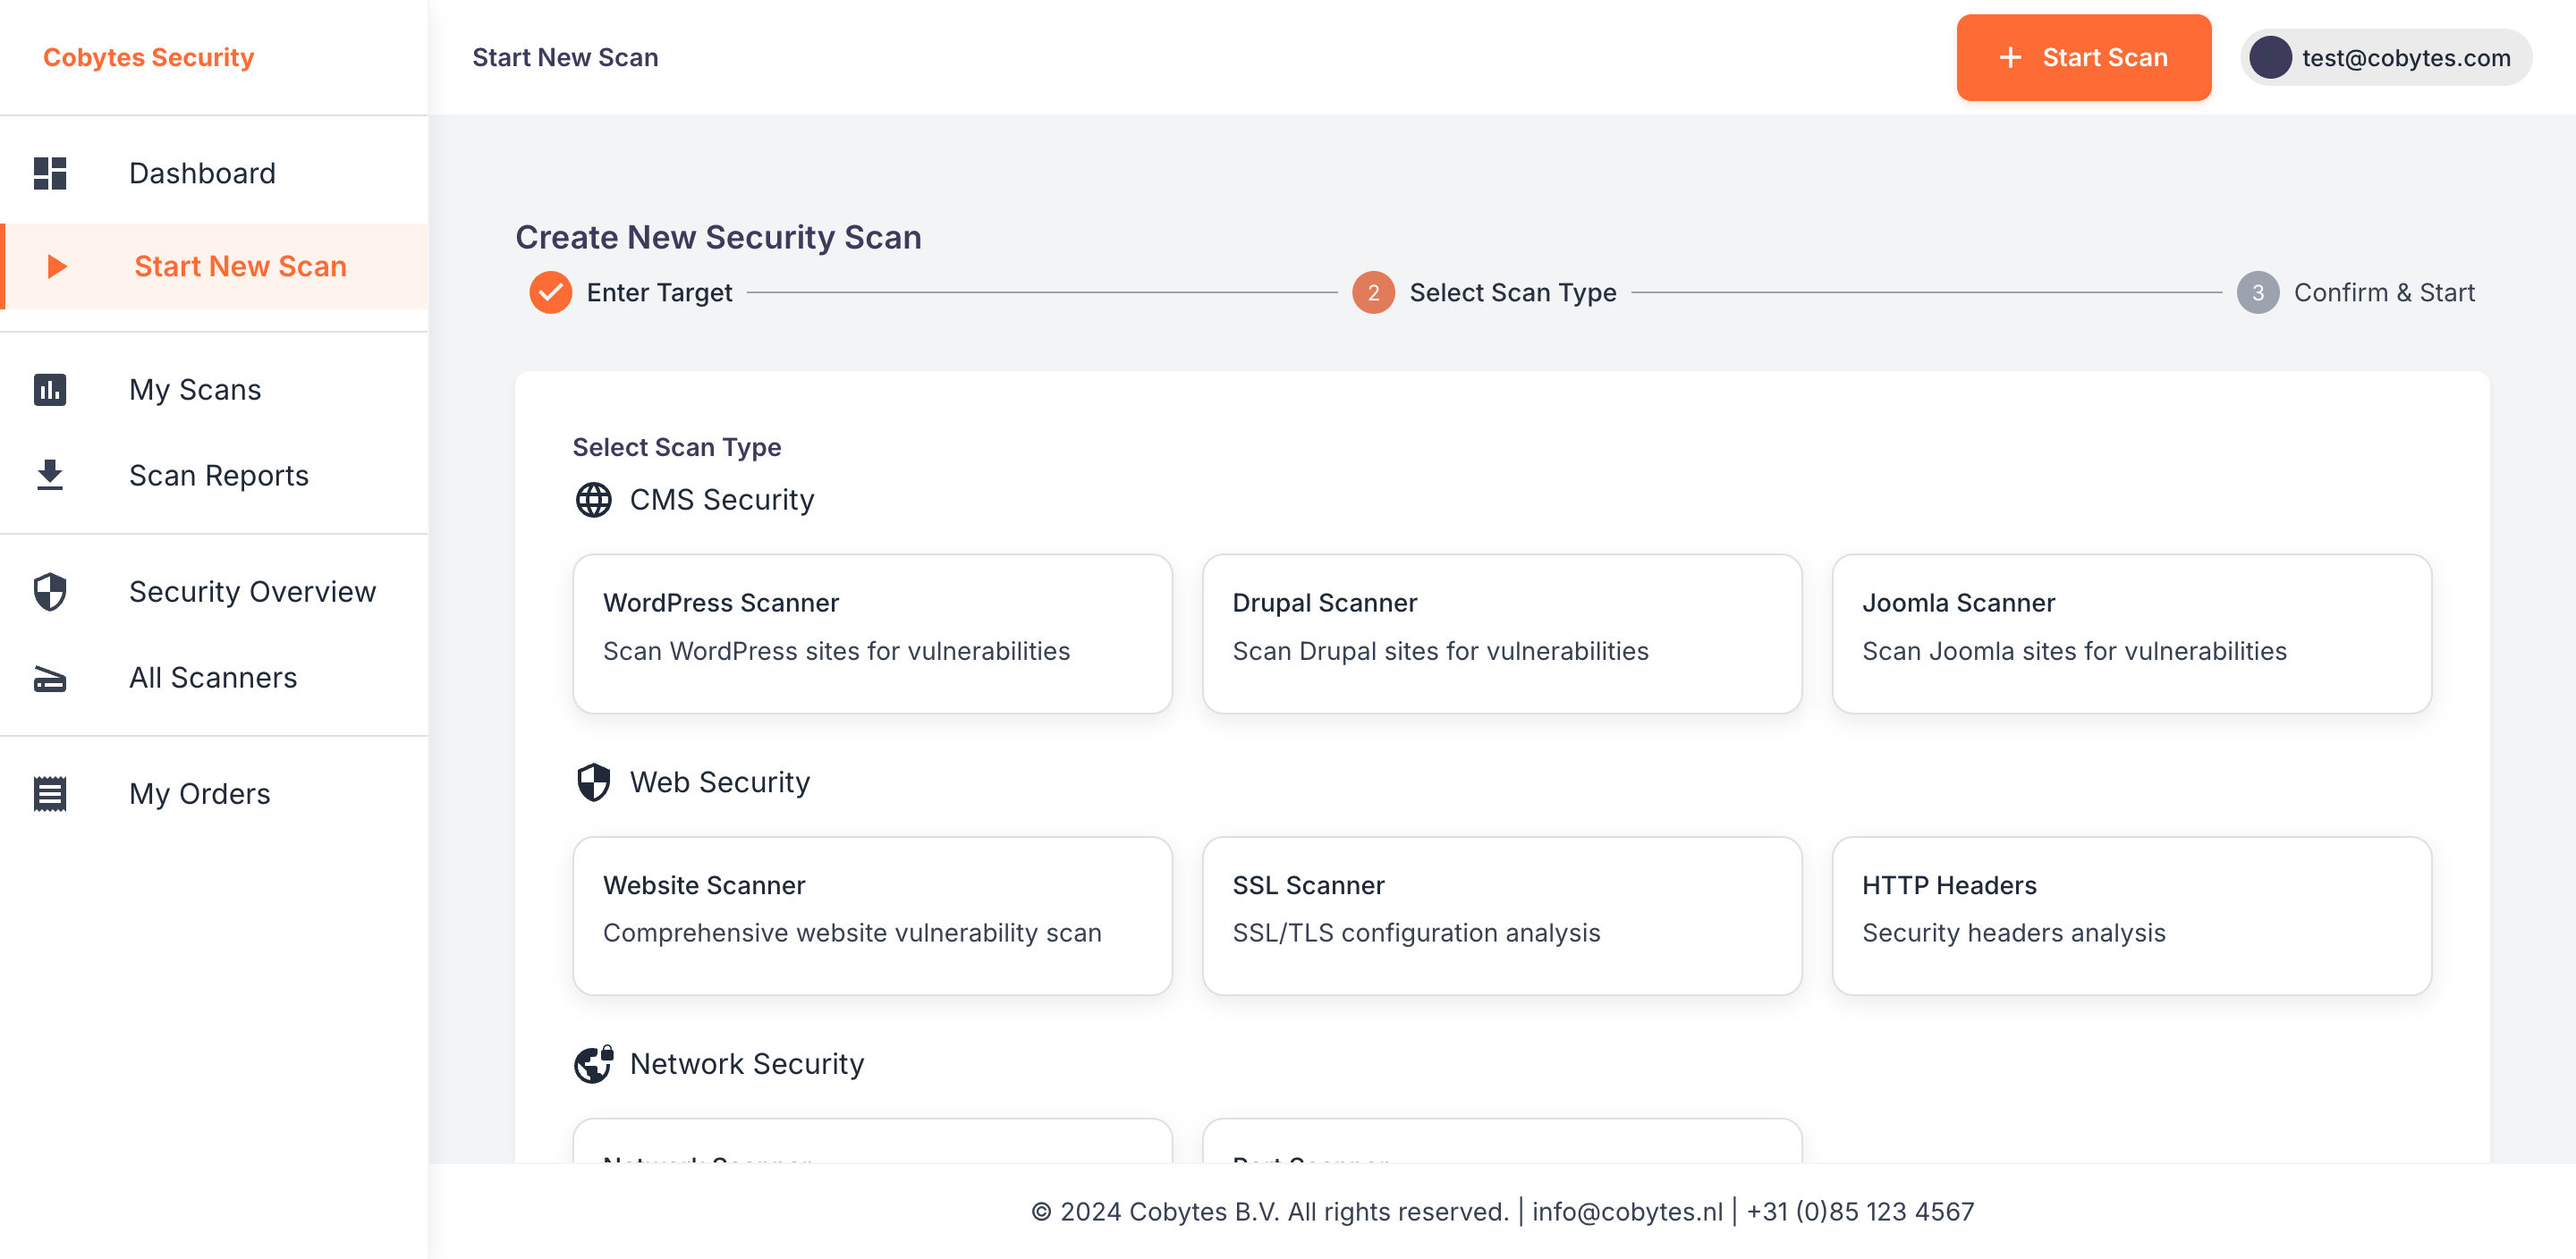 Cobytes Security
Start New Scan
Start Scan
test@cobytes.com
Dashboard
Start New Scan
My Scans
Scan Reports
Security Overview
All Scanners
My Orders
Create New Security Scan
Enter Target
2 Select Scan Type
3 Confirm & Start
Select Scan Type
CMS Security
WordPress Scanner
Scan WordPress sites for vulnerabilities
Drupal Scanner
Scan Drupal sites for vulnerabilities
Joomla Scanner
Scan Joomla sites for vulnerabilities
Web Security
Website Scanner
Comprehensive website vulnerability scan
SSL Scanner
SSL/TLS configuration analysis
HTTP Headers
Security headers analysis
Network Security
Network Scanner
Port Scanner
© 2024 Cobytes B.V. All rights reserved. | info@cobytes.nl | +31 (0)85 123 4567